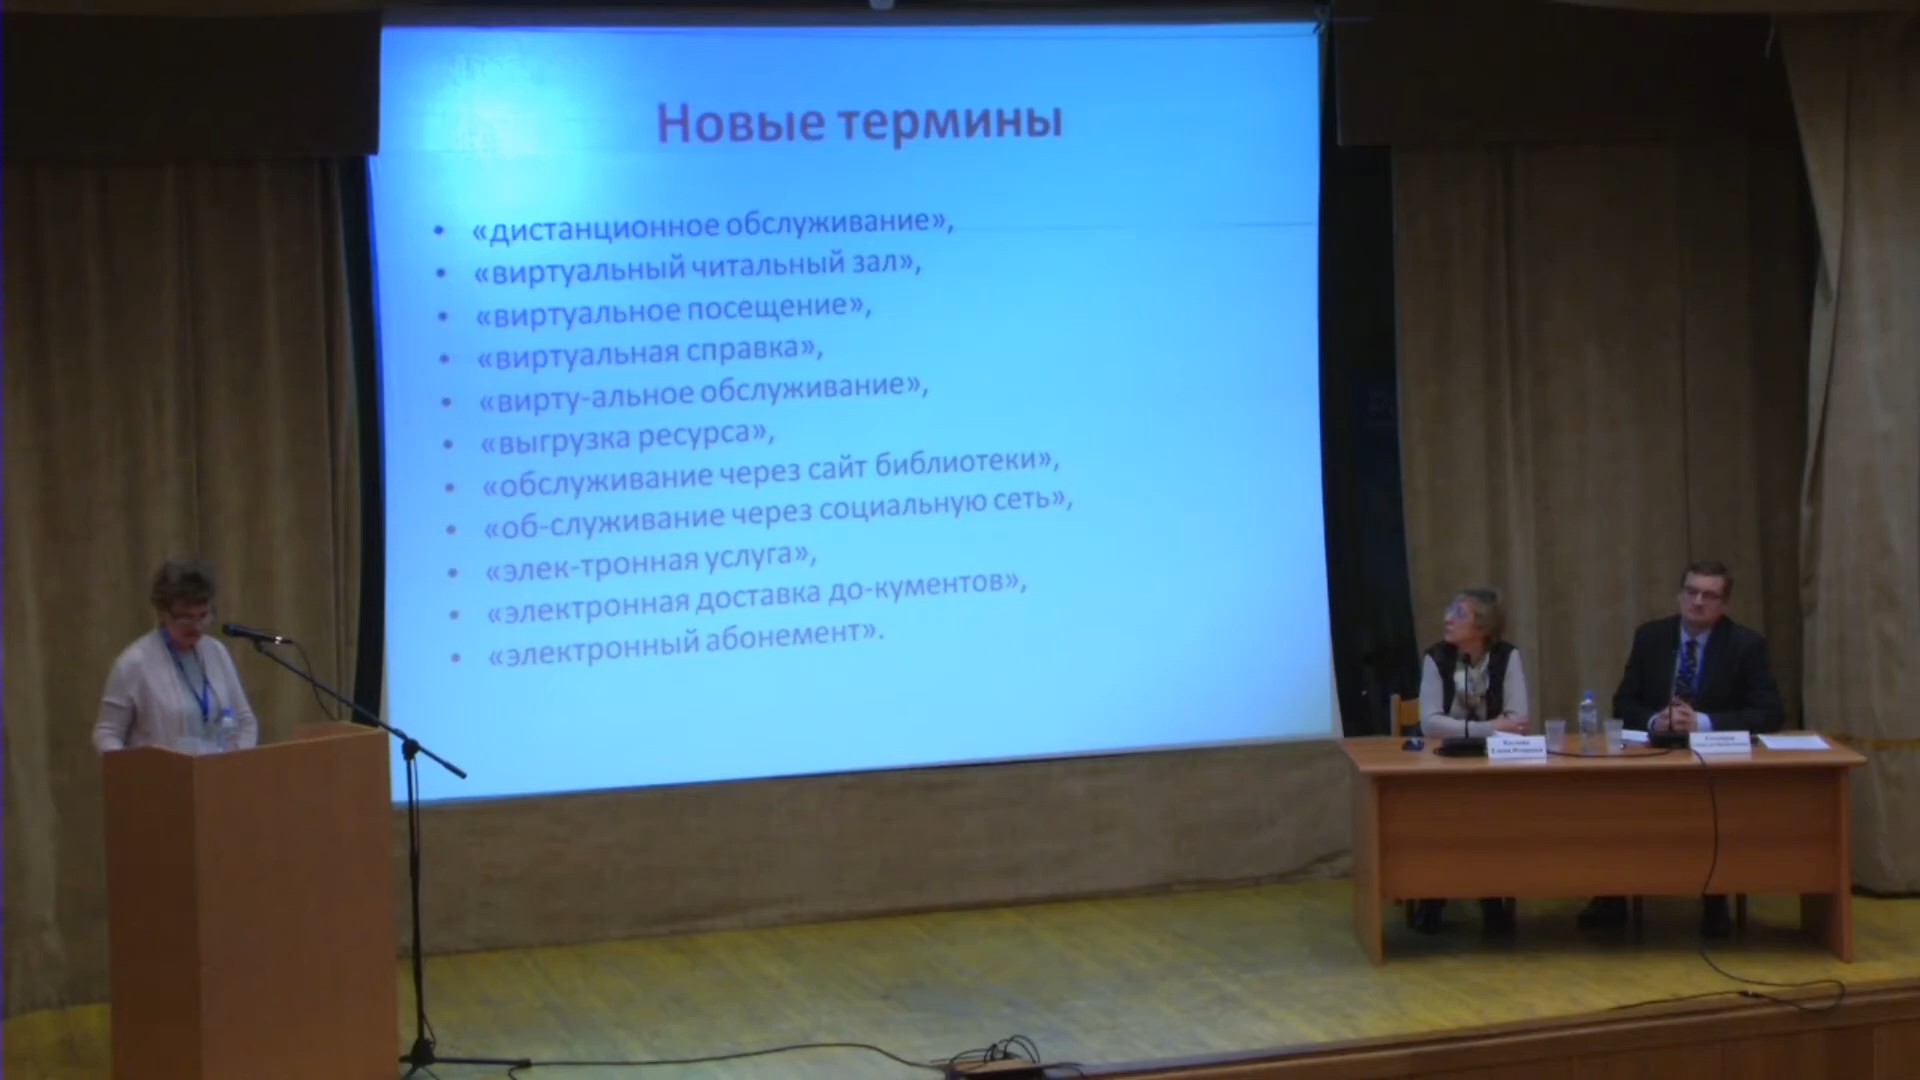 Новые термины
• «дистанционное обслуживание»,
• «виртуальный читальный зал»,
• «виртуальное посещение»,
• «виртуальная справка»,
• «вирту-альное обслуживание»,
• «выгрузка ресурса»,
• «обслуживание через сайт библиотеки»,
• «об-служивание через социальную сеть»,
• «элек-тронная услуга»,
• «электронная доставка до-кументов»,
• «электронный абонемент».